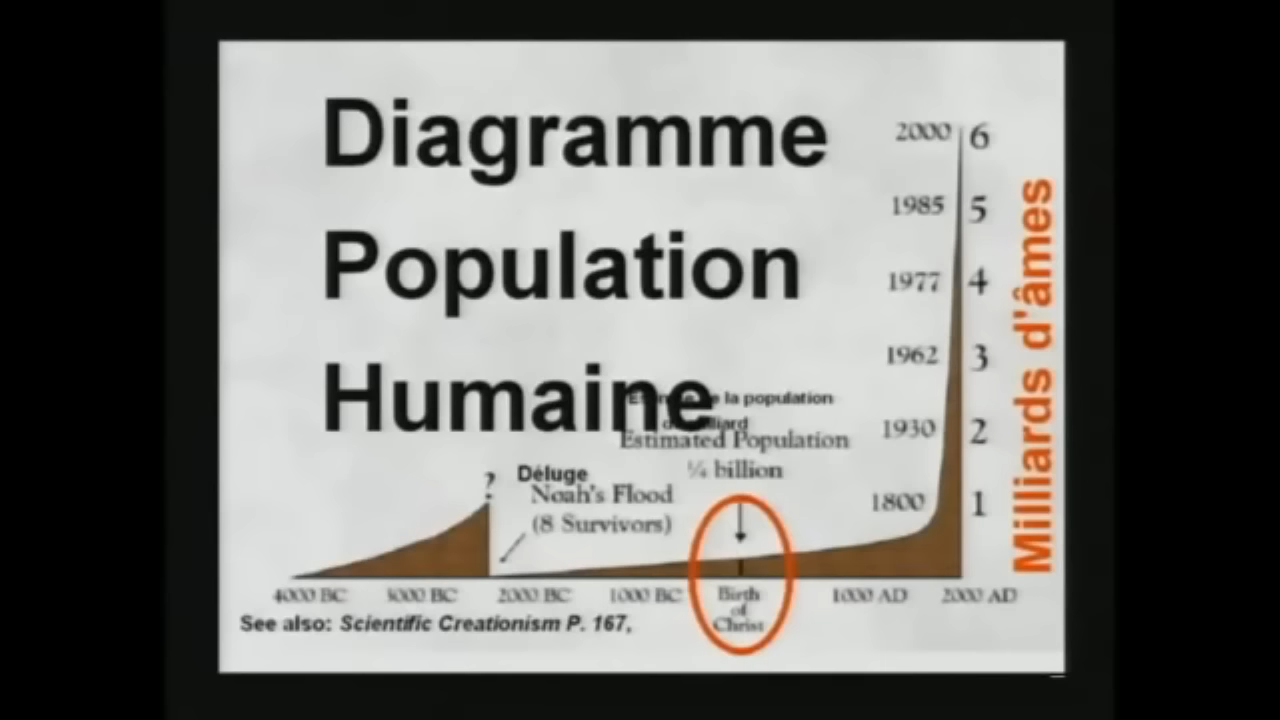 Diagramme
Population
Humaine
2000 6
1985 5
1977 4
1962 3
1930 2
1800 1
Milliards d'âmes
de la population
Estimated Population
¼ billion
?
Déluge
Noah's Flood
(8 Survivors)
4000 BC 3000 BC 2000 BC 1000 BC Birth of Christ 1000 AD 2000 AD
See also: Scientific Creationism P. 167,